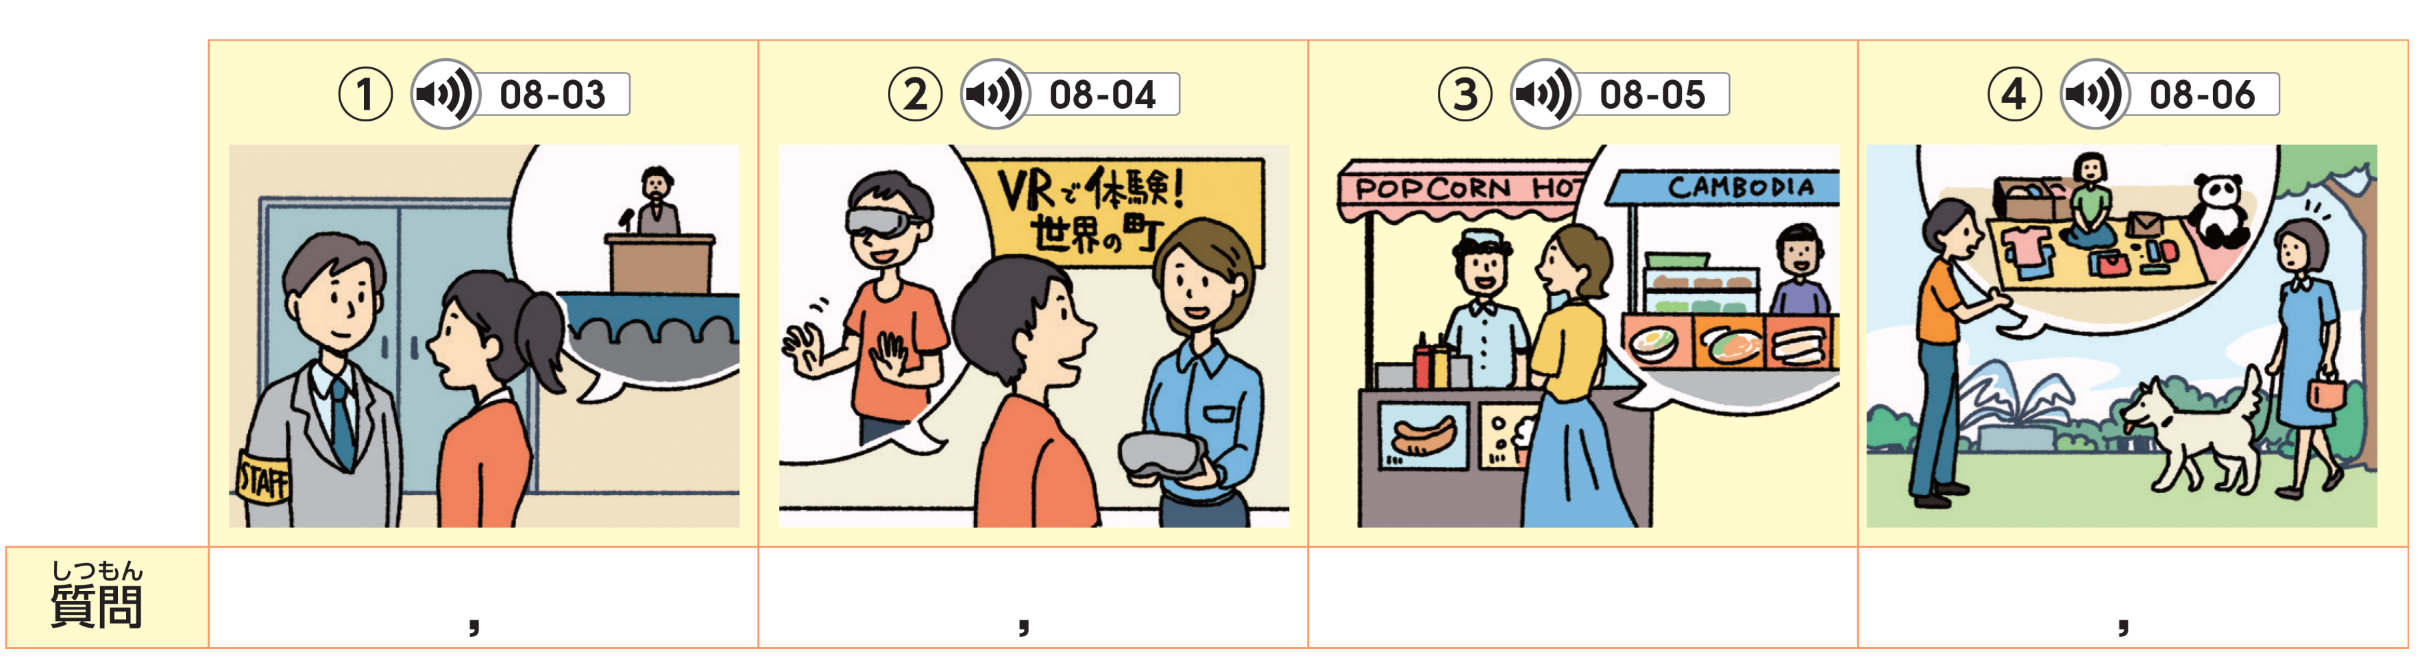 ① 08-03
② 08-04
③ 08-05
④ 08-06
STAFF
VRで体験!
世界の町
POPCORN HOT
CAMBODIA
しつもん
質問
,
,
,